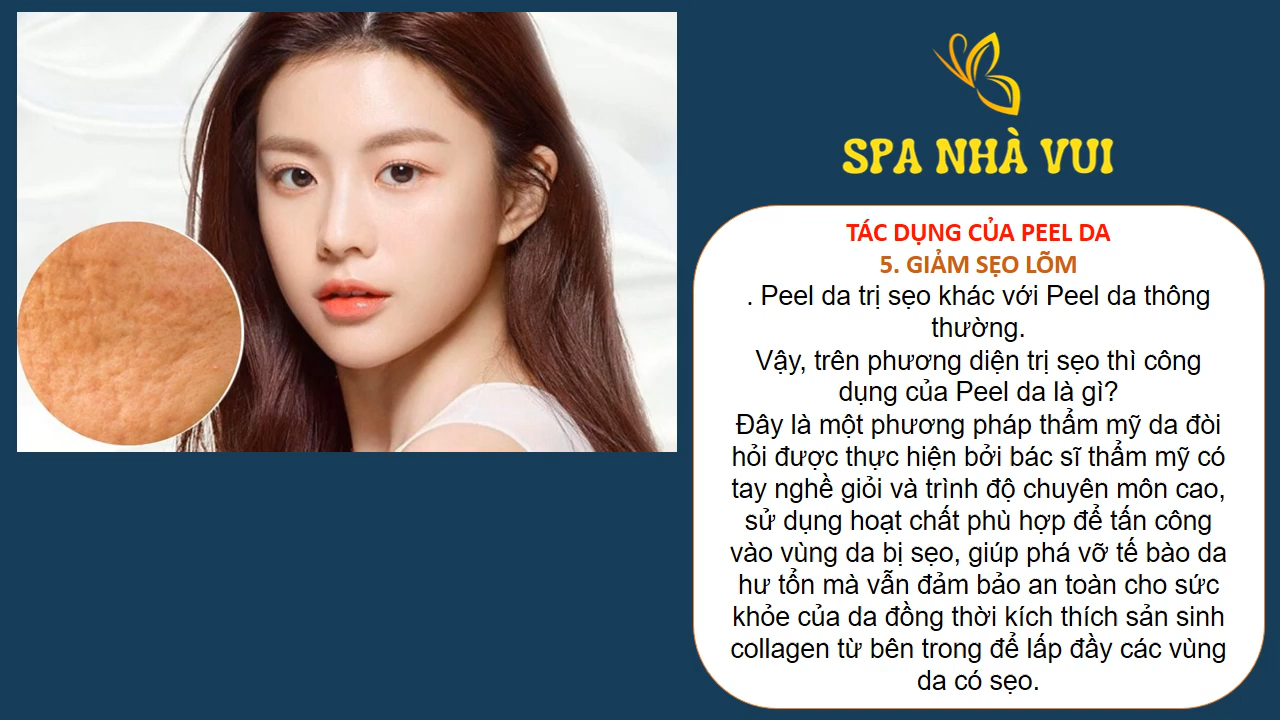 SPA NHÀ VUI
TÁC DỤNG CỦA PEEL DA
5. GIẢM SẸO LÕM
. Peel da trị sẹo khác với Peel da thông
thường.
Vậy, trên phương diện trị sẹo thì công
dụng của Peel da là gì?
Đây là một phương pháp thẩm mỹ da đòi
hỏi được thực hiện bởi bác sĩ thẩm mỹ có
tay nghề giỏi và trình độ chuyên môn cao,
sử dụng hoạt chất phù hợp để tấn công
vào vùng da bị sẹo, giúp phá vỡ tế bào da
hư tổn mà vẫn đảm bảo an toàn cho sức
khỏe của da đồng thời kích thích sản sinh
collagen từ bên trong để lấp đầy các vùng
da có sẹo.